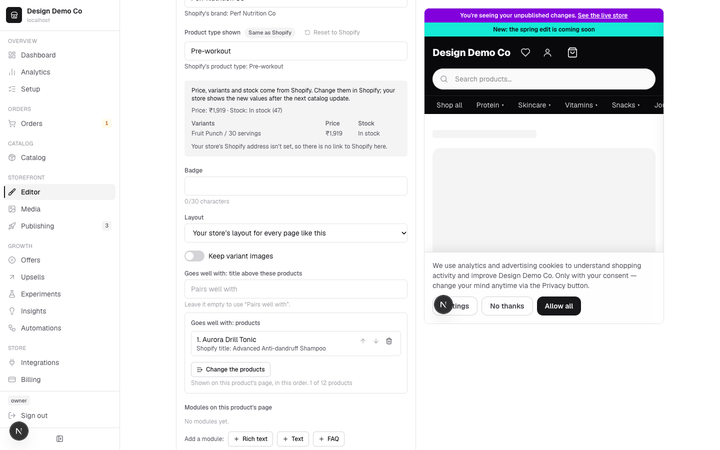 Design Demo Co
localhost
OVERVIEW
Dashboard
Analytics
Setup
ORDERS
Orders
1
CATALOG
Catalog
STOREFRONT
Editor
Media
Publishing
3
GROWTH
Offers
Upsells
Experiments
Insights
Automations
STORE
Integrations
Billing
owner
Sign out
N
Shopify's brand: Perf Nutrition Co
Product type shown
Same as Shopify
Reset to Shopify
Pre-workout
Shopify's product type: Pre-workout
Price, variants and stock come from Shopify. Change them in Shopify; your
store shows the new values after the next catalog update.
Price: ₹1,919 · Stock: In stock (47)
Variants Price Stock
Fruit Punch / 30 servings ₹1,919 In stock
Your store's Shopify address isn't set, so there is no link to Shopify here.
Badge
0/30 characters
Layout
Your store's layout for every page like this
Keep variant images
Goes well with: title above these products
Pairs well with
Leave it empty to use "Pairs well with".
Goes well with: products
1. Aurora Drill Tonic
Shopify title: Advanced Anti-dandruff Shampoo
Change the products
Shown on this product's page, in this order. 1 of 12 products
Modules on this product's page
No modules yet.
Add a module:
Rich text
Text
FAQ
You're seeing your unpublished changes. See the live store
New: the spring edit is coming soon
Design Demo Co
Search products...
Shop all Protein Skincare Vitamins Snacks
We use analytics and advertising cookies to understand shopping
activity and improve Design Demo Co. Only with your consent —
change your mind anytime via the Privacy button.
N
No thanks
Allow all